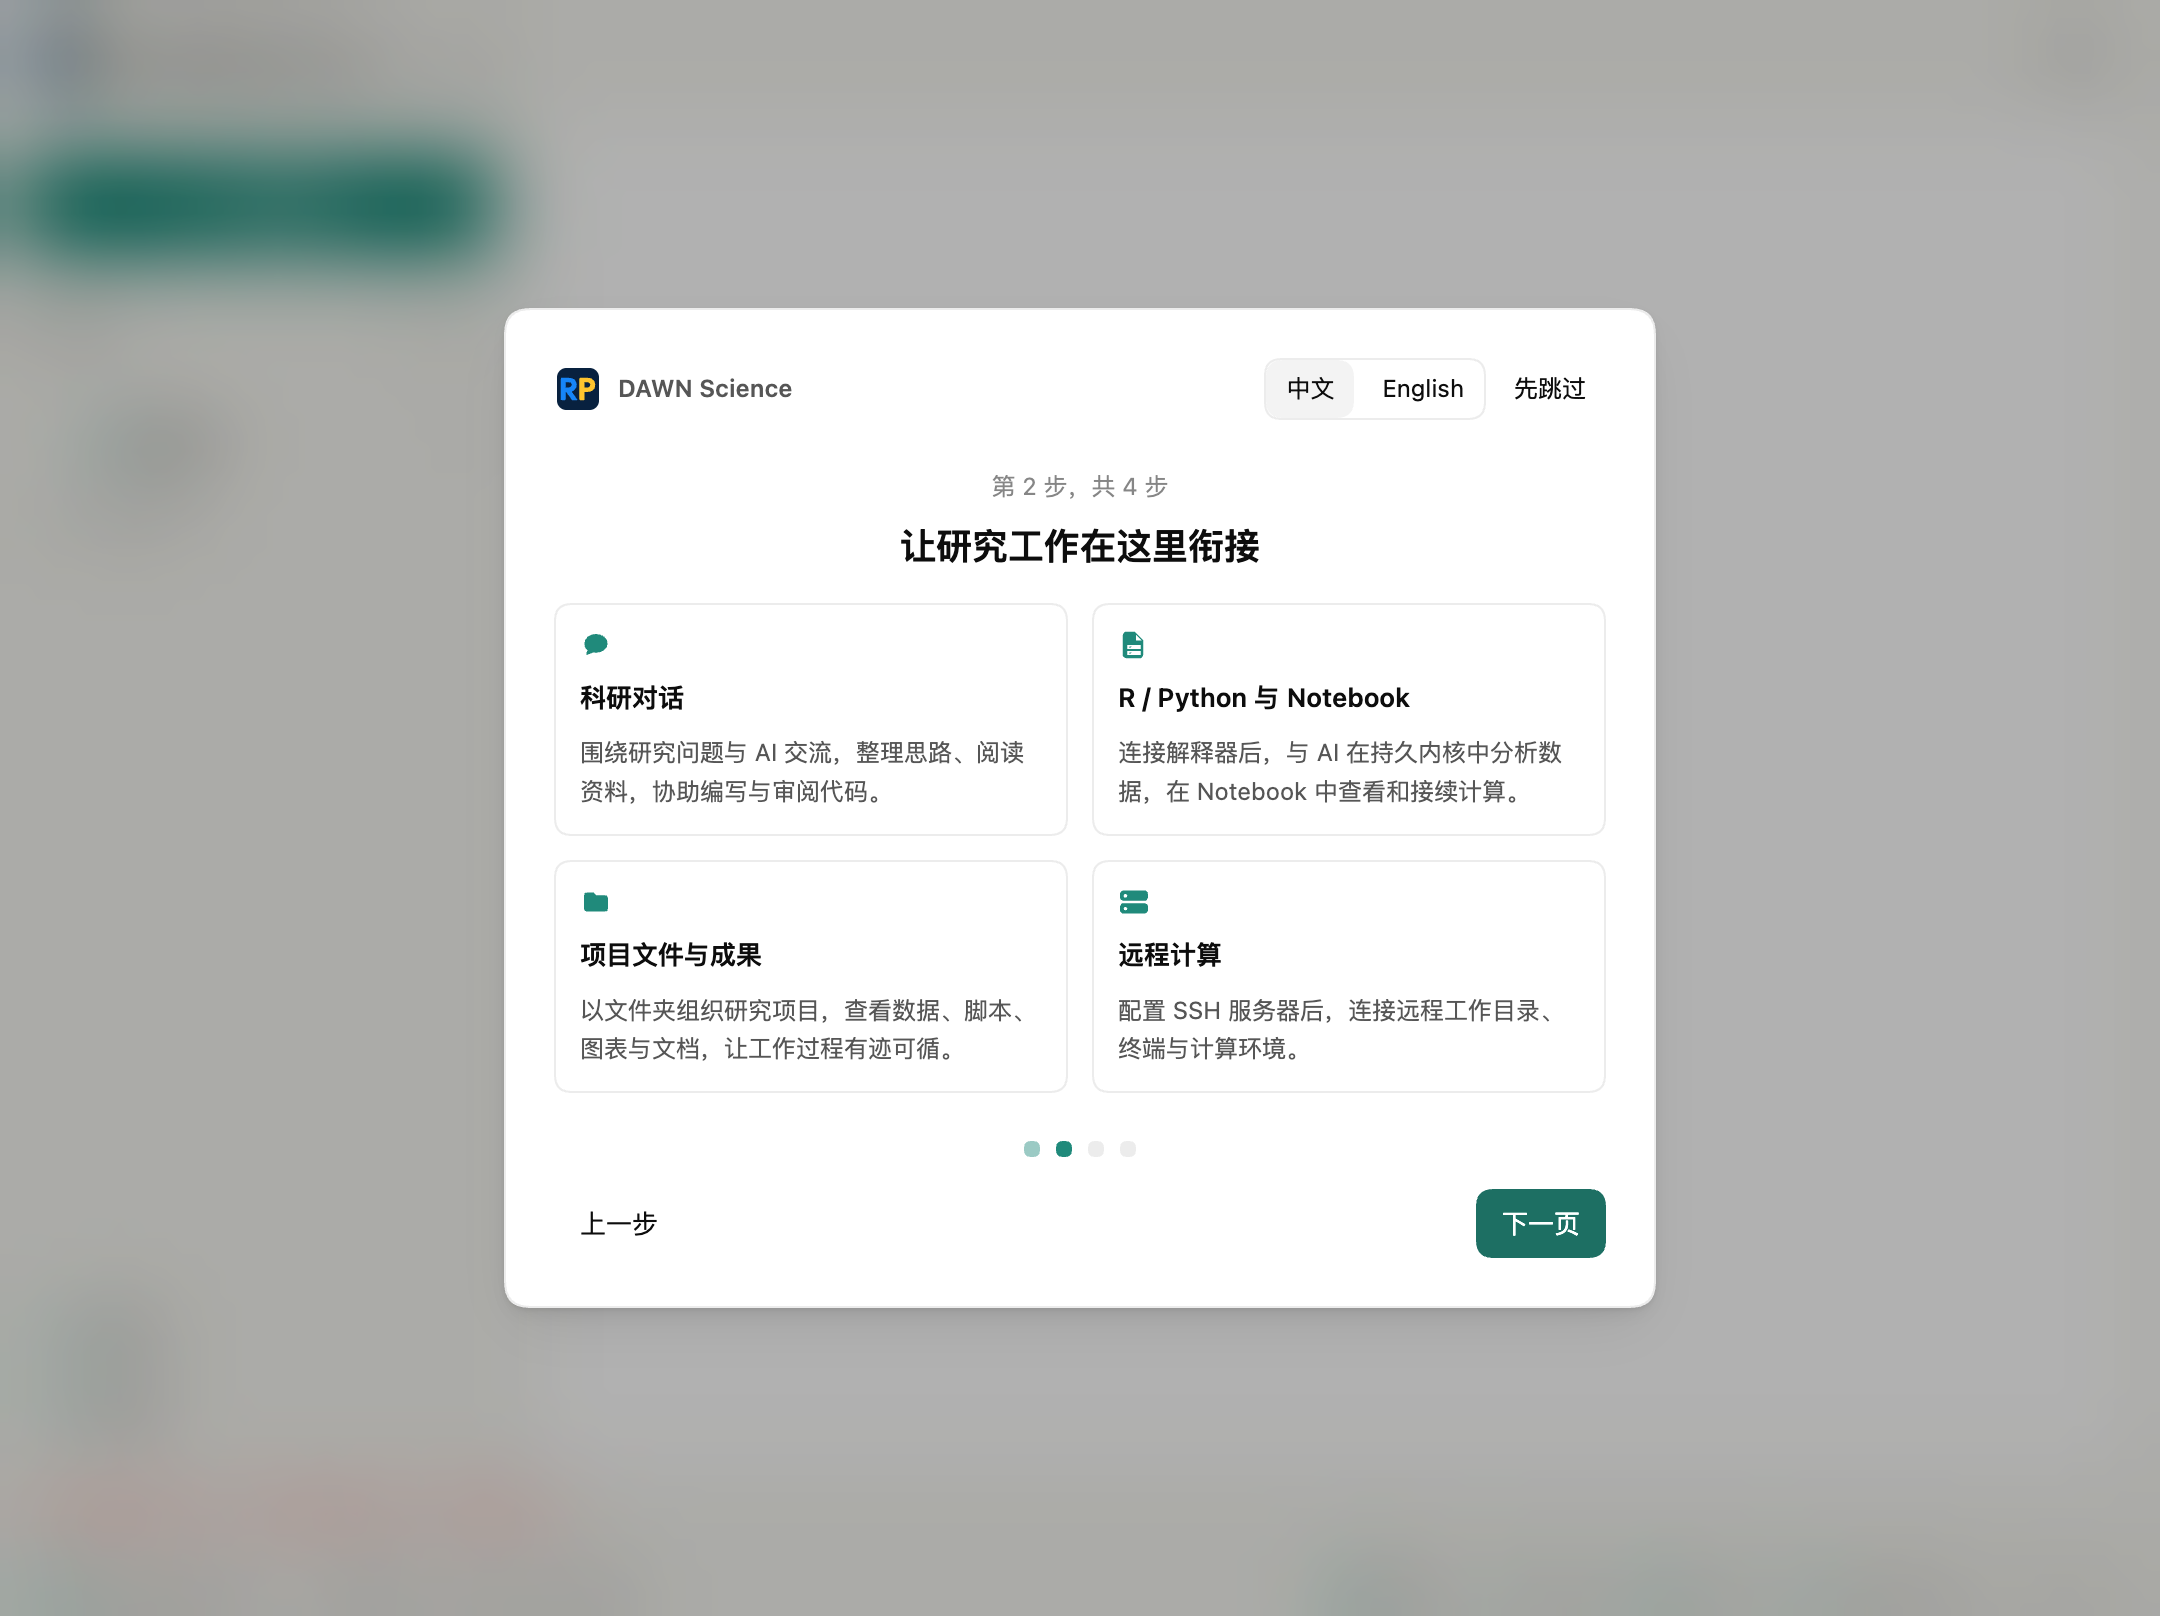 RP DAWN Science
中文 English 先跳过
第 2 步，共 4 步
让研究工作在这里衔接
科研对话
围绕研究问题与 AI 交流，整理思路、阅读
资料，协助编写与审阅代码。
R / Python 与 Notebook
连接解释器后，与 AI 在持久内核中分析数
据，在 Notebook 中查看和接续计算。
项目文件与成果
以文件夹组织研究项目，查看数据、脚本、
图表与文档，让工作过程有迹可循。
远程计算
配置 SSH 服务器后，连接远程工作目录、
终端与计算环境。
上一步
下一页